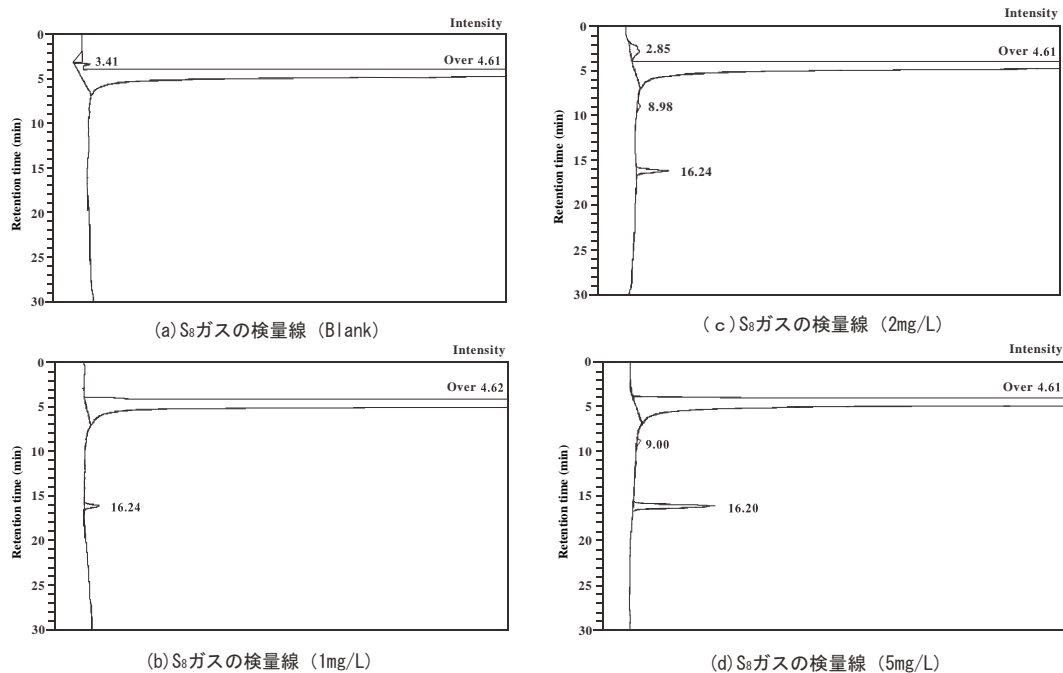 Intensity
0
3.41
Over 4.61
5
10
15
20
25
30
Retention time (min)
(a)S₈ガスの検量線（Blank）
Intensity
0
2.85
Over 4.61
5
8.98
10
15
16.24
20
25
30
Retention time (min)
（ｃ）S₈ガスの検量線（2mg/L）
Intensity
0
Over 4.62
5
10
15
16.24
20
25
30
Retention time (min)
(b)S₈ガスの検量線（1mg/L）
Intensity
0
Over 4.61
5
9.00
10
15
16.20
20
25
30
Retention time (min)
(d)S₈ガスの検量線（5mg/L）